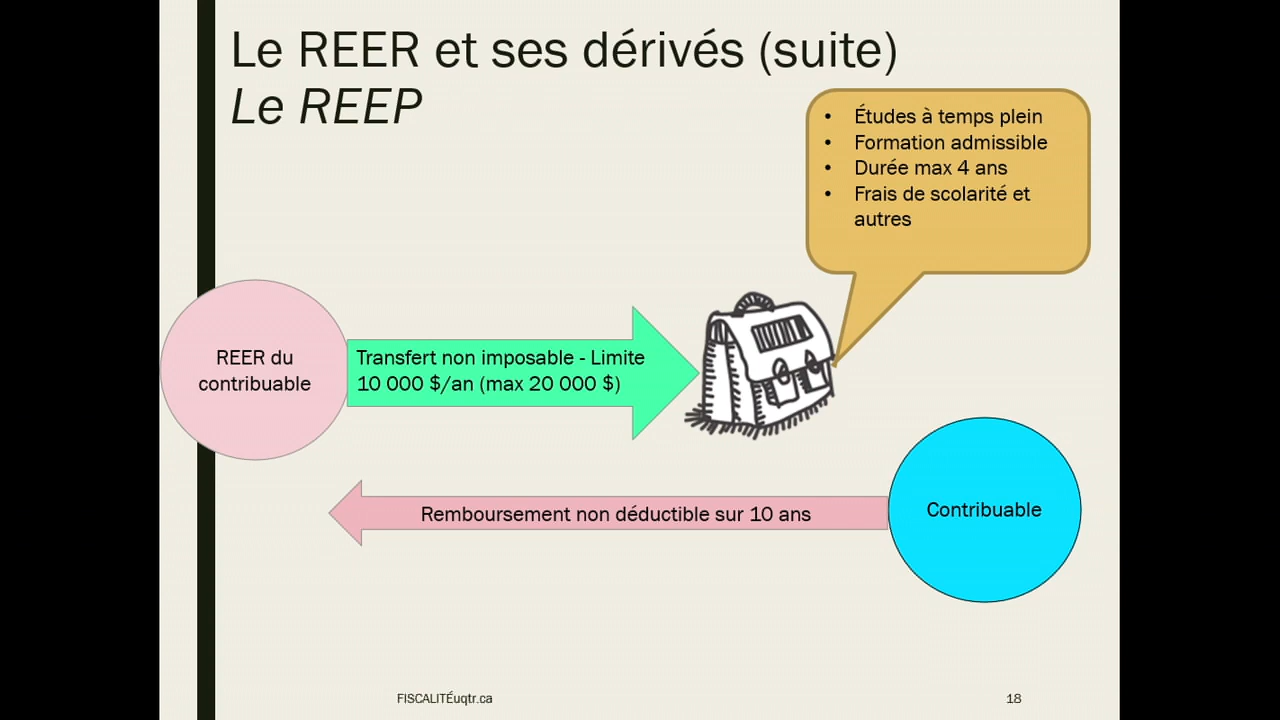 Le REER et ses dérivés (suite)
Le REEP
• Études à temps plein
• Formation admissible
• Durée max 4 ans
• Frais de scolarité et
autres
REER du
contribuable
Transfert non imposable - Limite
10 000 $/an (max 20 000 $)
Contribuable
Remboursement non déductible sur 10 ans
FISCALITÉuqtr.ca
18